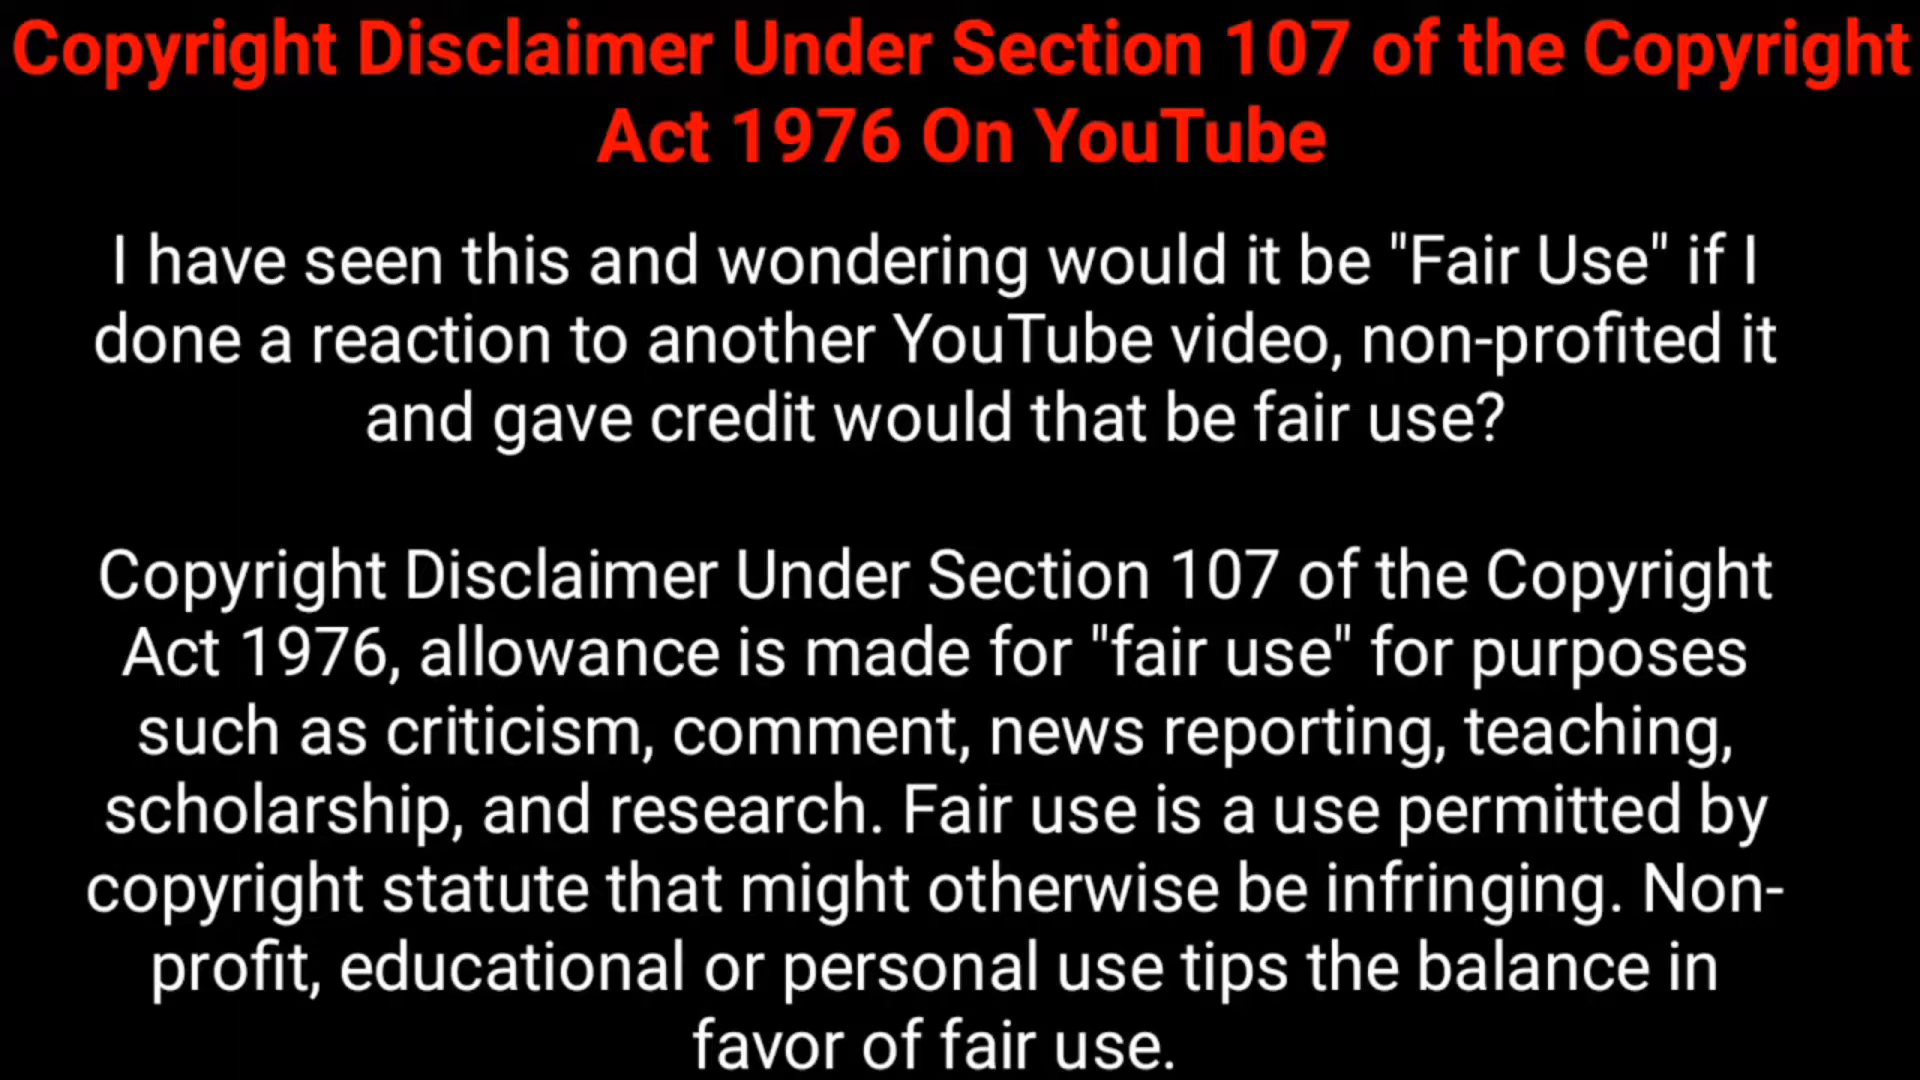 Copyright Disclaimer Under Section 107 of the Copyright
Act 1976 On YouTube
I have seen this and wondering would it be "Fair Use" if I
done a reaction to another YouTube video, non-profited it
and gave credit would that be fair use?
Copyright Disclaimer Under Section 107 of the Copyright
Act 1976, allowance is made for "fair use" for purposes
such as criticism, comment, news reporting, teaching,
scholarship, and research. Fair use is a use permitted by
copyright statute that might otherwise be infringing. Non-
profit, educational or personal use tips the balance in
favor of fair use.